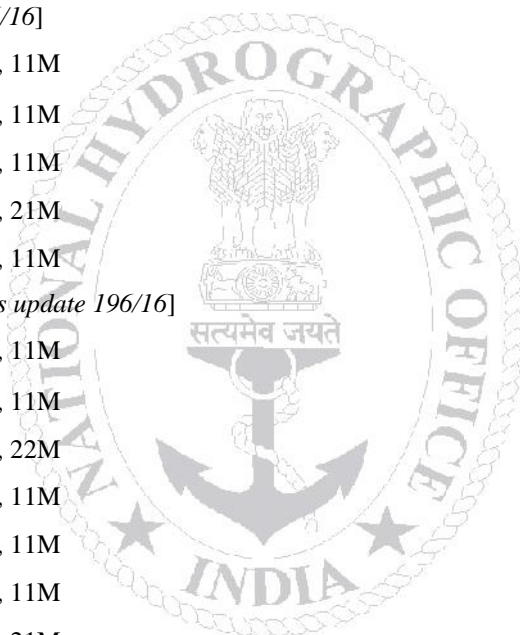 /16]
, 11M
, 11M
, 11M
, 21M
, 11M
s update 196/16]
, 11M
, 11M
, 22M
, 11M
, 11M
, 11M
NATIONAL HYDROGRAPHIC OFFICE
सत्यमेव जयते
INDIA